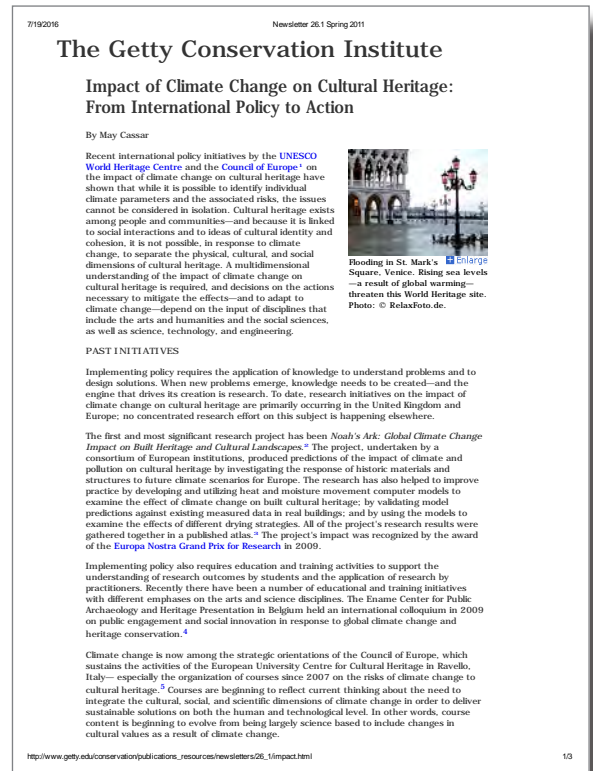 7/19/2016
Newsletter 26.1 Spring 2011
The Getty Conservation Institute
Impact of Climate Change on Cultural Heritage:
From International Policy to Action
By May Cassar
Recent international policy initiatives by the UNESCO
World Heritage Centre and the Council of Europe¹ on
the impact of climate change on cultural heritage have
shown that while it is possible to identify individual
climate parameters and the associated risks, the issues
cannot be considered in isolation. Cultural heritage exists
among people and communities—and because it is linked
to social interactions and to ideas of cultural identity and
cohesion, it is not possible, in response to climate
change, to separate the physical, cultural, and social
dimensions of cultural heritage. A multidimensional
understanding of the impact of climate change on
cultural heritage is required, and decisions on the actions
necessary to mitigate the effects—and to adapt to
climate change—depend on the input of disciplines that
include the arts and humanities and the social sciences,
as well as science, technology, and engineering.
Enlarge
Flooding in St. Mark's
Square, Venice. Rising sea levels
—a result of global warming—
threaten this World Heritage site.
Photo: © RelaxFoto.de.
PAST INITIATIVES
Implementing policy requires the application of knowledge to understand problems and to
design solutions. When new problems emerge, knowledge needs to be created—and the
engine that drives its creation is research. To date, research initiatives on the impact of
climate change on cultural heritage are primarily occurring in the United Kingdom and
Europe; no concentrated research effort on this subject is happening elsewhere.
The first and most significant research project has been Noah's Ark: Global Climate Change
Impact on Built Heritage and Cultural Landscapes.² The project, undertaken by a
consortium of European institutions, produced predictions of the impact of climate and
pollution on cultural heritage by investigating the response of historic materials and
structures to future climate scenarios for Europe. The research has also helped to improve
practice by developing and utilizing heat and moisture movement computer models to
examine the effect of climate change on built cultural heritage; by validating model
predictions against existing measured data in real buildings; and by using the models to
examine the effects of different drying strategies. All of the project's research results were
gathered together in a published atlas.³ The project's impact was recognized by the award
of the Europa Nostra Grand Prix for Research in 2009.
Implementing policy also requires education and training activities to support the
understanding of research outcomes by students and the application of research by
practitioners. Recently there have been a number of educational and training initiatives
with different emphases on the arts and science disciplines. The Ename Center for Public
Archaeology and Heritage Presentation in Belgium held an international colloquium in 2009
on public engagement and social innovation in response to global climate change and
heritage conservation.⁴
Climate change is now among the strategic orientations of the Council of Europe, which
sustains the activities of the European University Centre for Cultural Heritage in Ravello,
Italy— especially the organization of courses since 2007 on the risks of climate change to
cultural heritage.⁵ Courses are beginning to reflect current thinking about the need to
integrate the cultural, social, and scientific dimensions of climate change in order to deliver
sustainable solutions on both the human and technological level. In other words, course
content is beginning to evolve from being largely science based to include changes in
cultural values as a result of climate change.
http://www.getty.edu/conservation/publications_resources/newsletters/26_1/impact.html
1/3